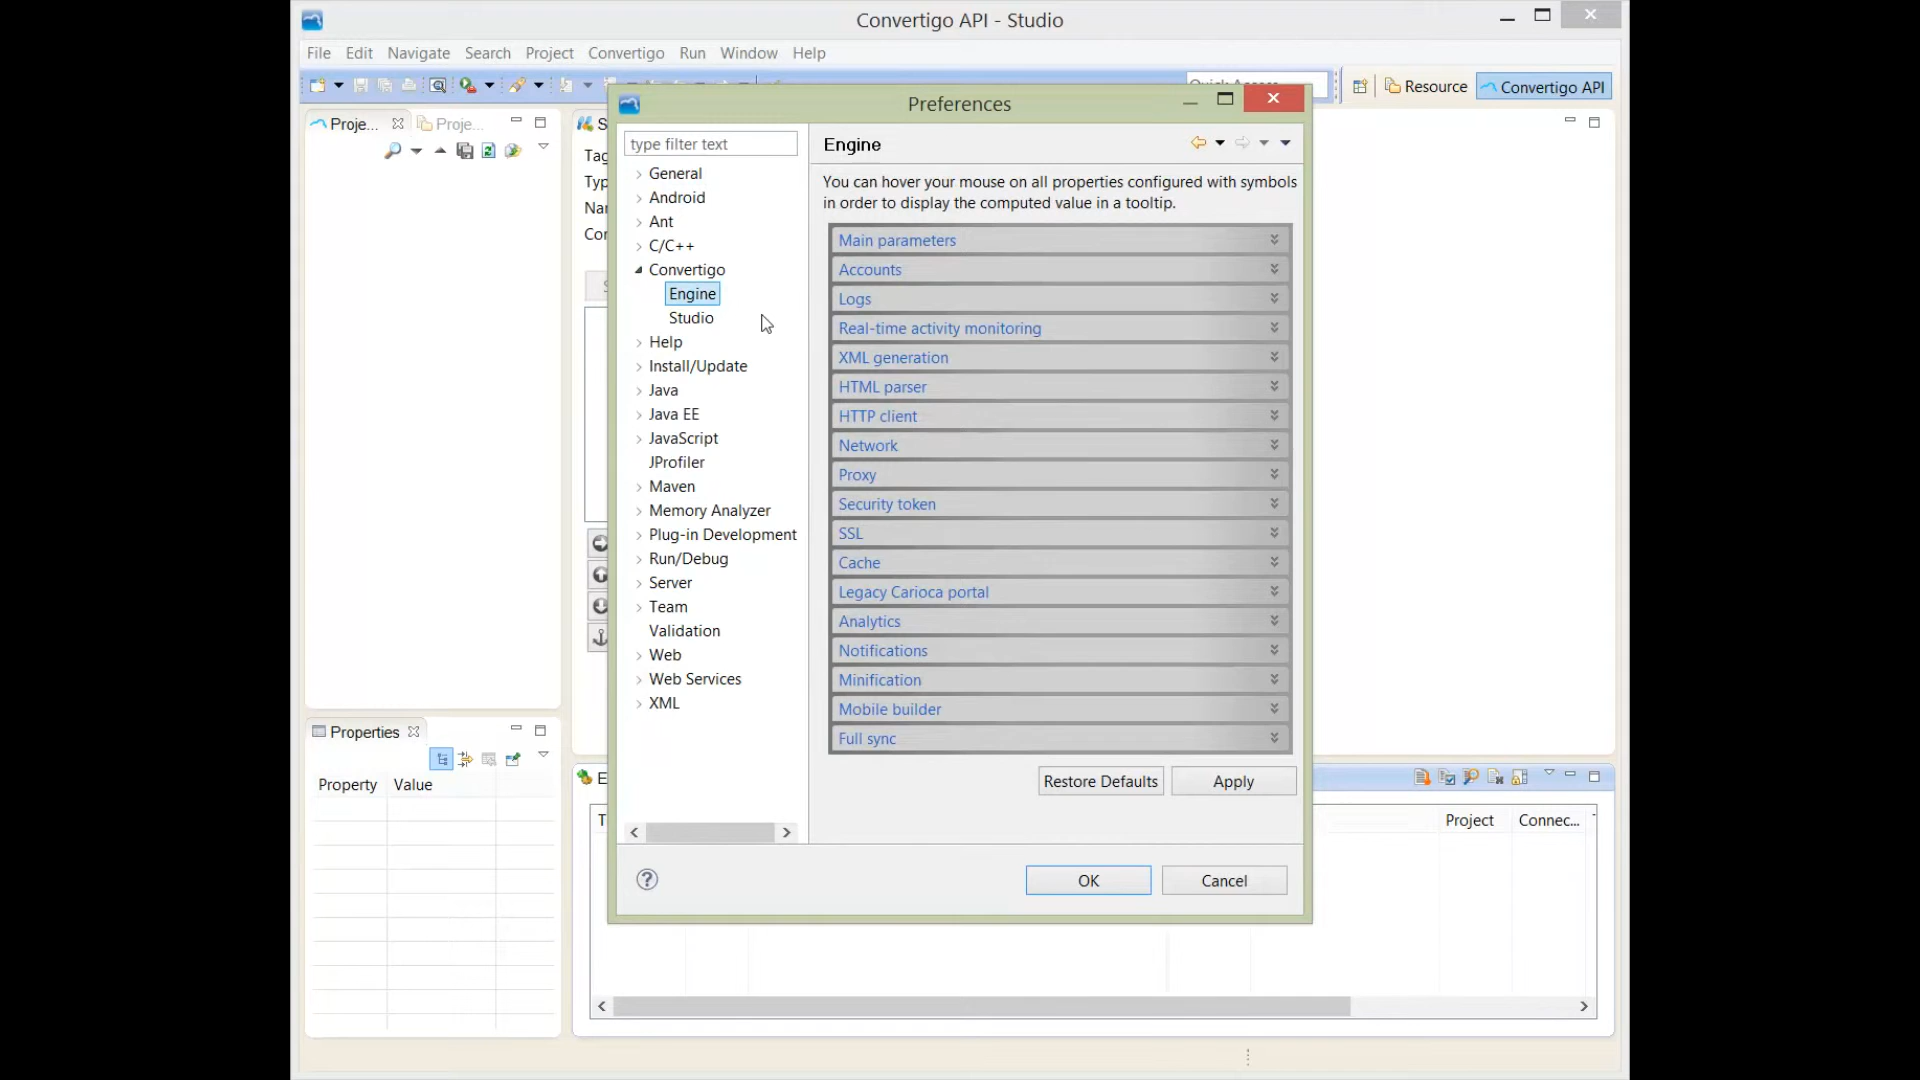 Convertigo API - Studio
File Edit Navigate Search Project Convertigo Run Window Help
Quick Access
Resource
Convertigo API
Proje...
Proje...
Preferences
type filter text
General
Android
Ant
C/C++
Convertigo
Engine
Studio
Help
Install/Update
Java
Java EE
JavaScript
JProfiler
Maven
Memory Analyzer
Plug-in Development
Run/Debug
Server
Team
Validation
Web
Web Services
XML
Engine
You can hover your mouse on all properties configured with symbols
in order to display the computed value in a tooltip.
Main parameters
Accounts
Logs
Real-time activity monitoring
XML generation
HTML parser
HTTP client
Network
Proxy
Security token
SSL
Cache
Legacy Carioca portal
Analytics
Notifications
Minification
Mobile builder
Full sync
Restore Defaults
Apply
OK
Cancel
Properties
Property Value
Project Connec...